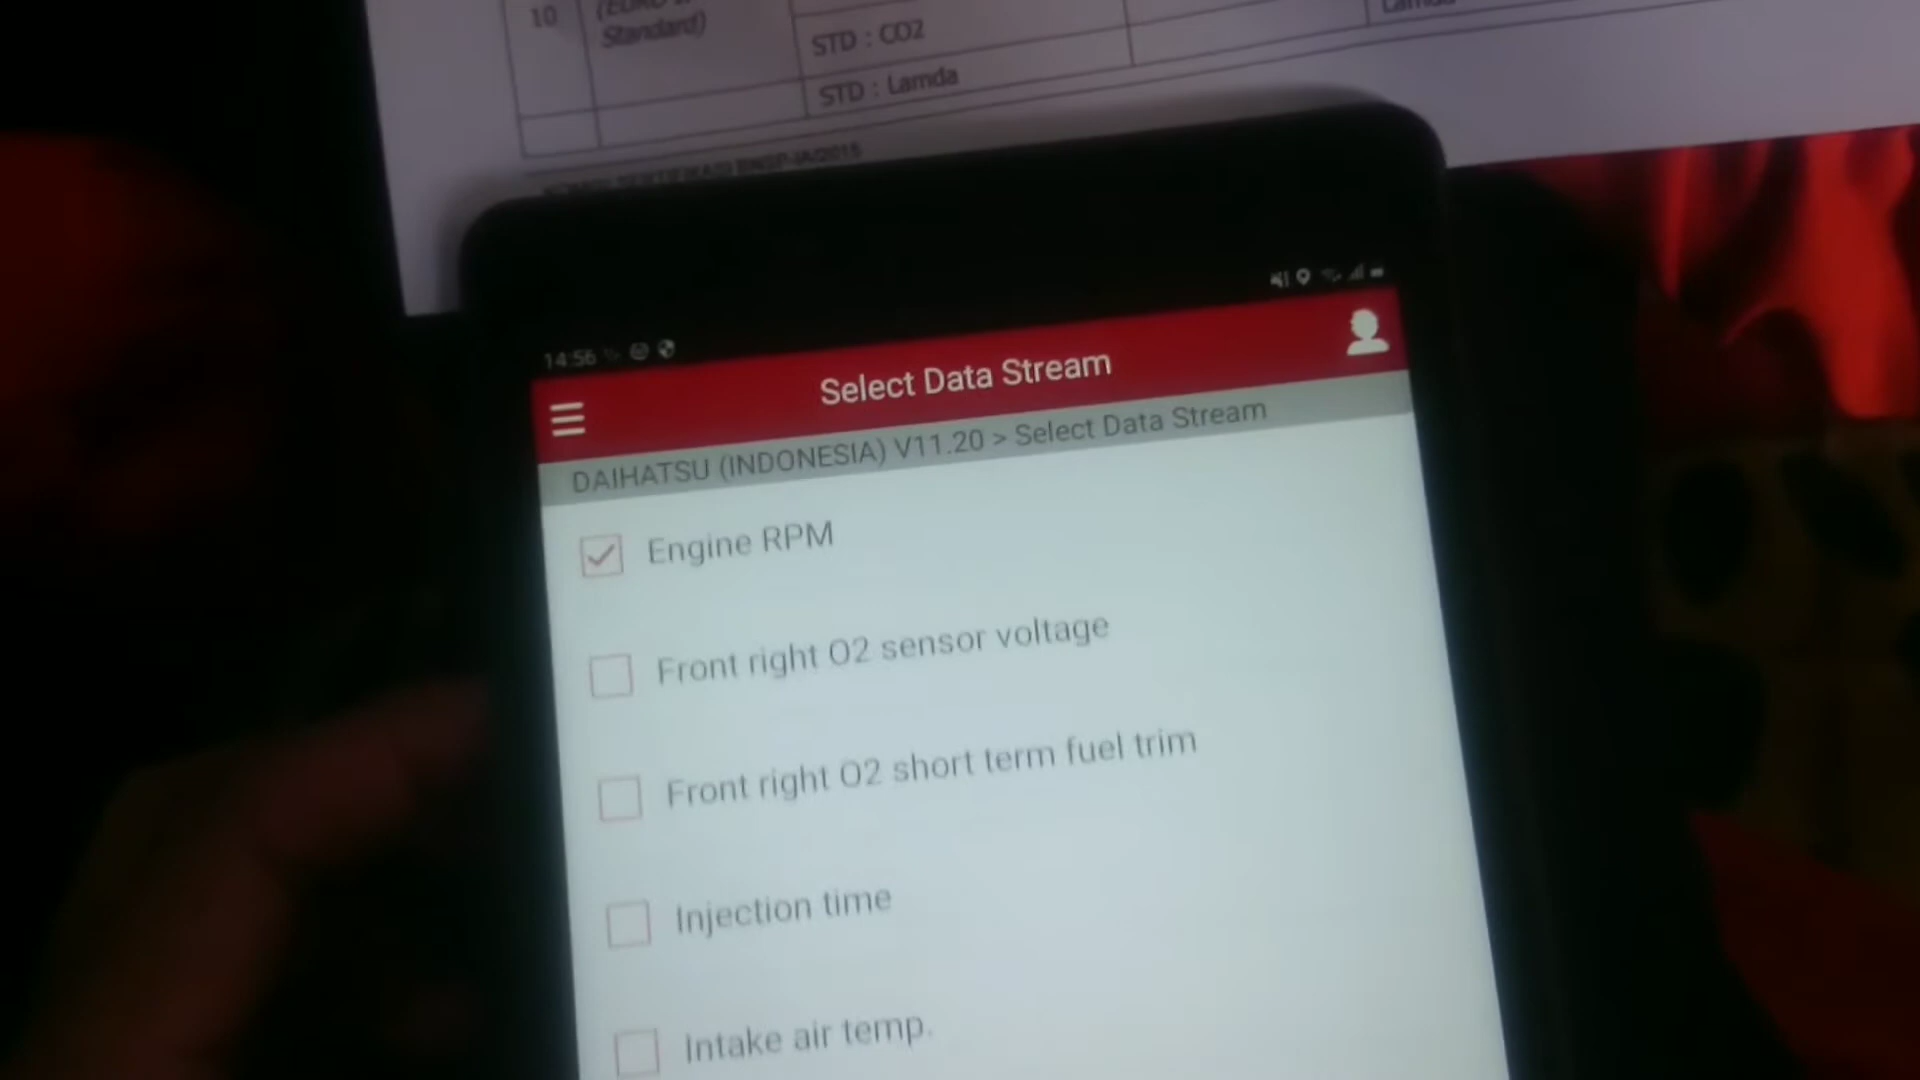 10
Standard)
STD : CO2
STD : Lamda
14:56
Select Data Stream
DAIHATSU (INDONESIA) V11.20 > Select Data Stream
Engine RPM
Front right O2 sensor voltage
Front right O2 short term fuel trim
Injection time
Intake air temp.